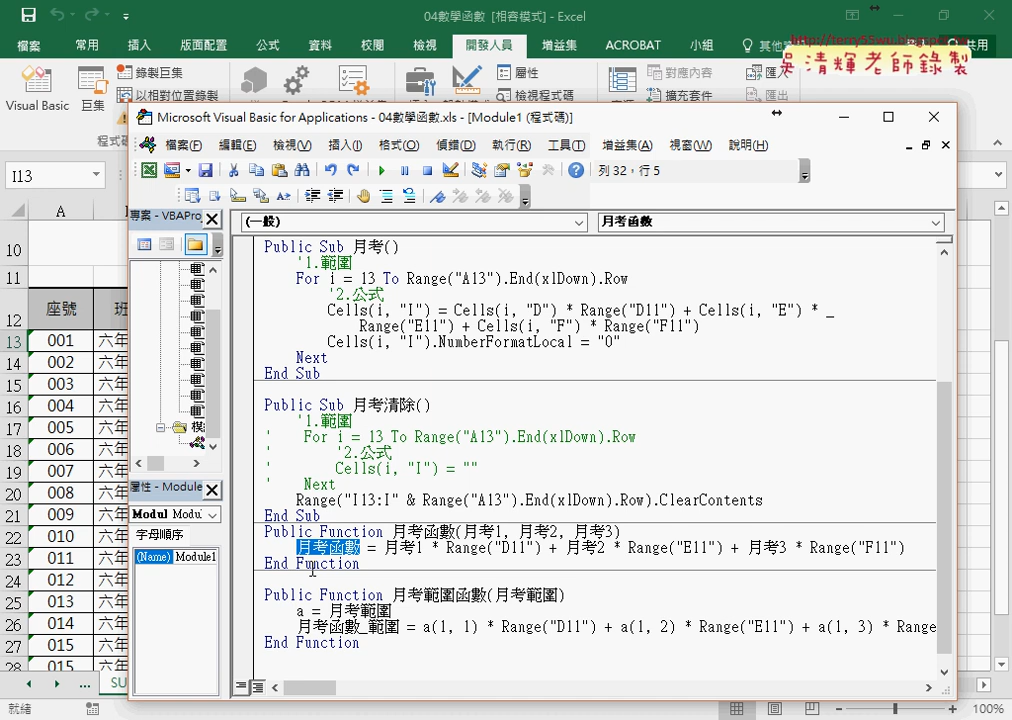 04數學函數 [相容模式] - Excel
檔案 常用 插入 版面配置 公式 資料 校閱 檢視 開發人員 增益集 ACROBAT 小組 其他 共用
吳清輝老師錄製
Visual Basic 巨集 錄製巨集 以相對位置錄製 屬性 檢視程式碼 對應內容 擴充套件 匯出
Microsoft Visual Basic for Applications - 04數學函數.xls - [Module1 (程式碼)]
檔案(F) 編輯(E) 檢視(V) 插入(I) 格式(O) 偵錯(D) 執行(R) 工具(T) 增益集(A) 視窗(W) 說明(H)
列 32，行 5
I13
專案 - VBAProj
(一般) 月考函數
Public Sub 月考()
'1.範圍
For i = 13 To Range("A13").End(xlDown).Row
'2.公式
Cells(i, "I") = Cells(i, "D") * Range("D11") + Cells(i, "E") * _
Range("E11") + Cells(i, "F") * Range("F11")
Cells(i, "I").NumberFormatLocal = "0"
Next
End Sub
Public Sub 月考清除()
'1.範圍
' For i = 13 To Range("A13").End(xlDown).Row
' '2.公式
' Cells(i, "I") = ""
' Next
Range("I13:I" & Range("A13").End(xlDown).Row).ClearContents
End Sub
Public Function 月考函數(月考1, 月考2, 月考3)
月考函數 = 月考1 * Range("D11") + 月考2 * Range("E11") + 月考3 * Range("F11")
End Function
Public Function 月考範圍函數(月考範圍)
a = 月考範圍
月考函數_範圍 = a(1, 1) * Range("D11") + a(1, 2) * Range("E11") + a(1, 3) * Range
End Function
屬性 - Module
Modul Modu
字母順序
(Name) Module1
A
10
11
12 座號 班
13 001 六年
14 002 六年
15 003 六年
16 004 六年
17 005 六年
18 006 六年
19 007 六年
20 008 六年
21 009 六年
22 010 六年
23 011 六年
24 012 六年
25 013 六年
26 014 六年
27 015 六年
28 015 六年
... SU
就緒
100%